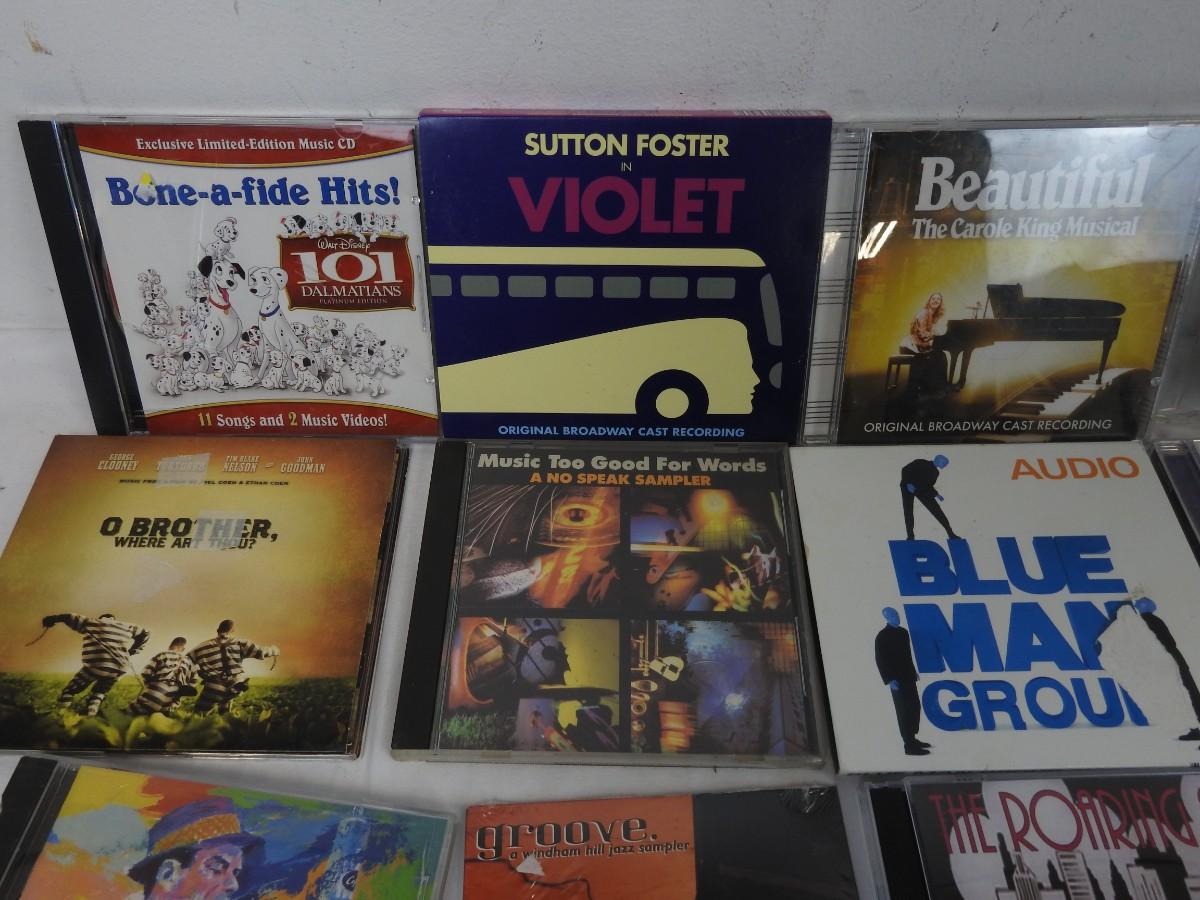 Exclusive Limited-Edition Music CD
Bone-a-fide Hits!
Walt Disney
101
DALMATIANS
PLATINUM EDITION
11 Songs and 2 Music Videos!
SUTTON FOSTER
IN
VIOLET
ORIGINAL BROADWAY CAST RECORDING
Beautiful
The Carole King Musical
ORIGINAL BROADWAY CAST RECORDING
GEORGE CLOONEY
TIM BLAKE NELSON
JOHN GOODMAN
COEN & ETHAN COEN
O BROTHER,
WHERE ART THOU?
Music Too Good For Words
A NO SPEAK SAMPLER
AUDIO
BLUE
MAN
GROUP
groove.
a windham hill jazz sampler
THE ROARING